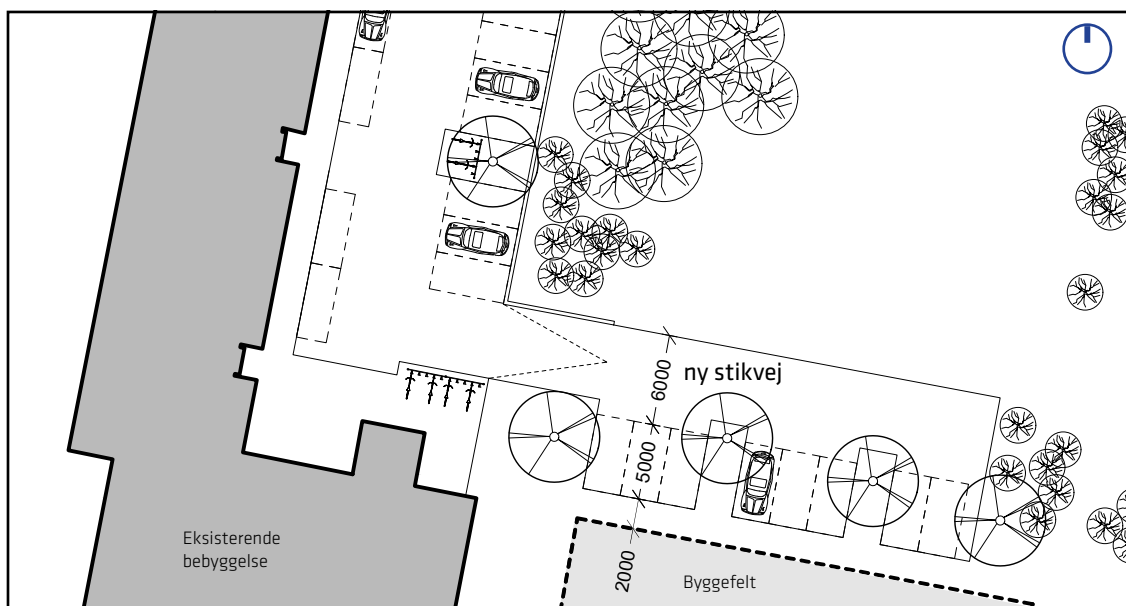 ny stikvej
6000
5000
2000
Eksisterende
bebyggelse
Byggefelt